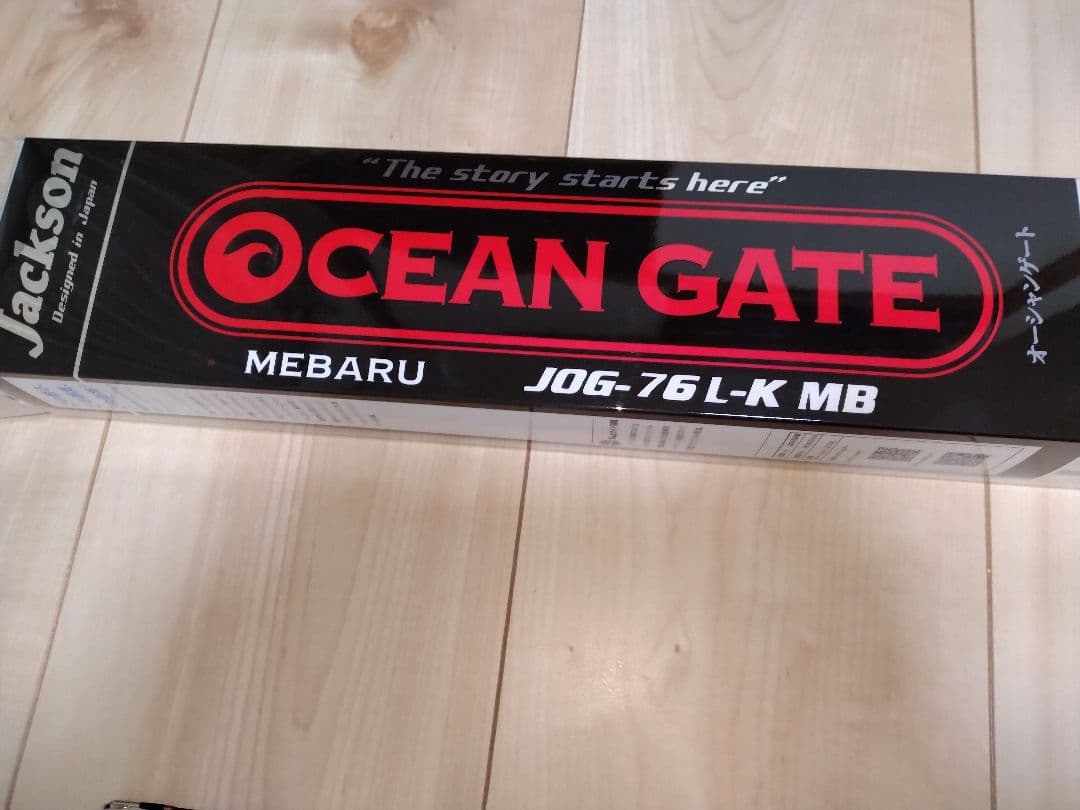 Jackson
Designed in Japan
"The story starts here"
OCEAN GATE
オーシャンゲート
MEBARU
JOG-76L-K MB